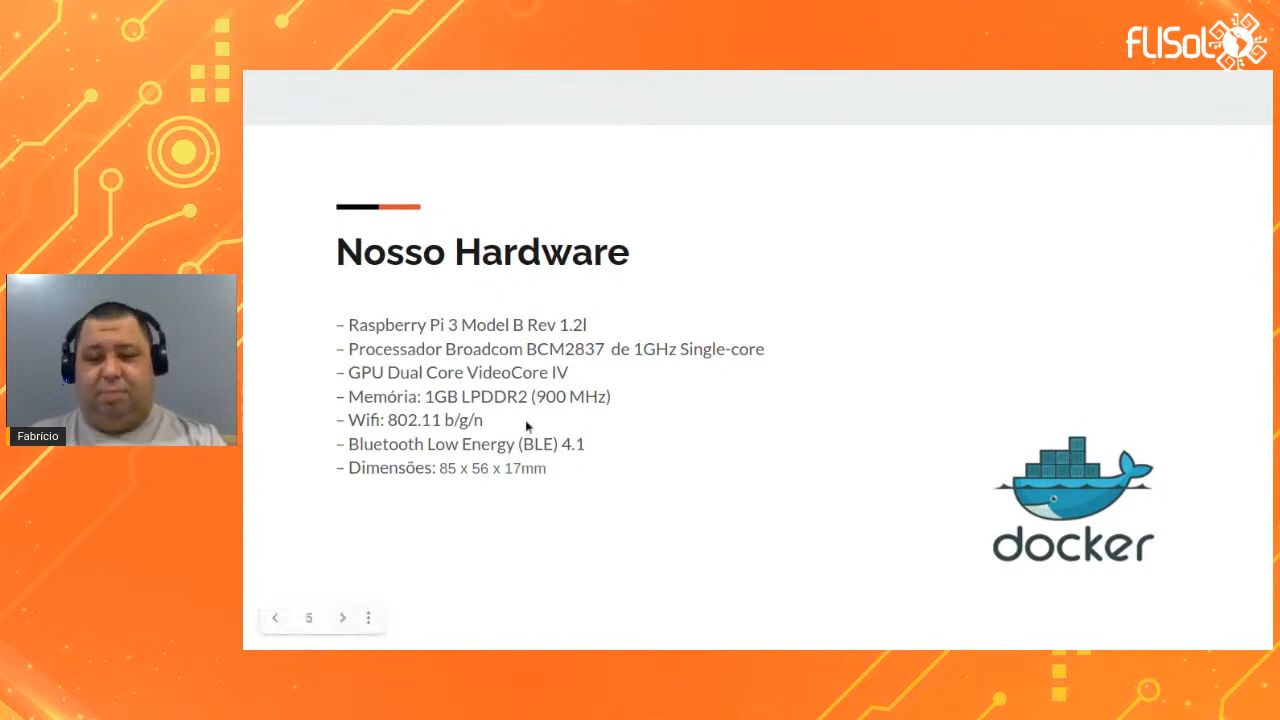 FLISoL
Nosso Hardware
– Raspberry Pi 3 Model B Rev 1.2l
– Processador Broadcom BCM2837 de 1GHz Single-core
– GPU Dual Core VideoCore IV
– Memória: 1GB LPDDR2 (900 MHz)
– Wifi: 802.11 b/g/n
– Bluetooth Low Energy (BLE) 4.1
– Dimensões: 85 x 56 x 17mm
Fabrício
docker
5